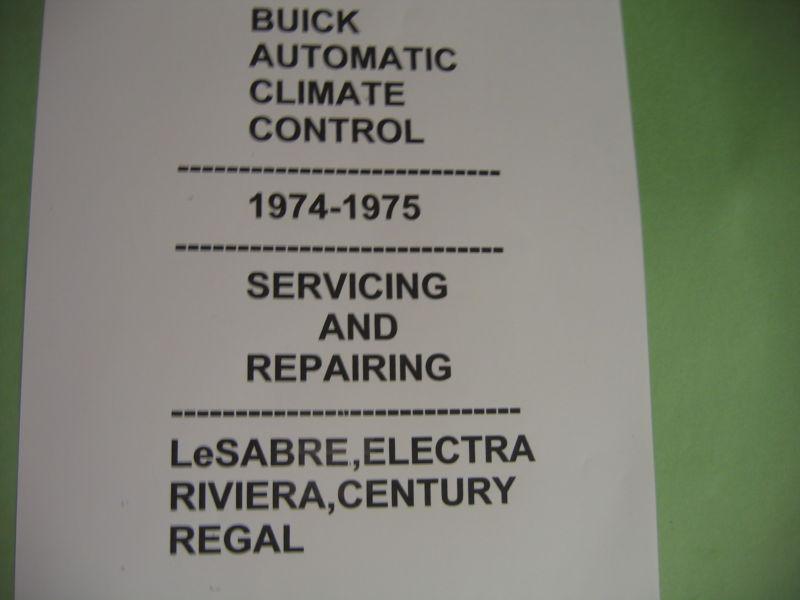 BUICK
AUTOMATIC
CLIMATE
CONTROL
---------------------------
1974-1975
---------------------------
SERVICING
AND
REPAIRING
---------------------------
LeSABRE,ELECTRA
RIVIERA,CENTURY
REGAL